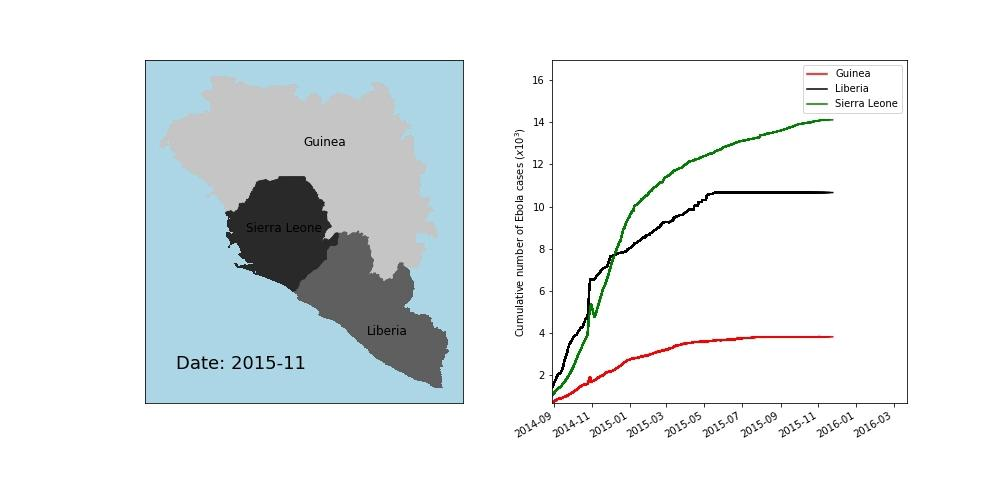 Guinea
Sierra Leone
Liberia
Date: 2015-11
Cumulative number of Ebola cases (x10³)
16
14
12
10
8
6
4
2
2014-09
2014-11
2015-01
2015-03
2015-05
2015-07
2015-09
2015-11
2016-01
2016-03
Guinea
Liberia
Sierra Leone